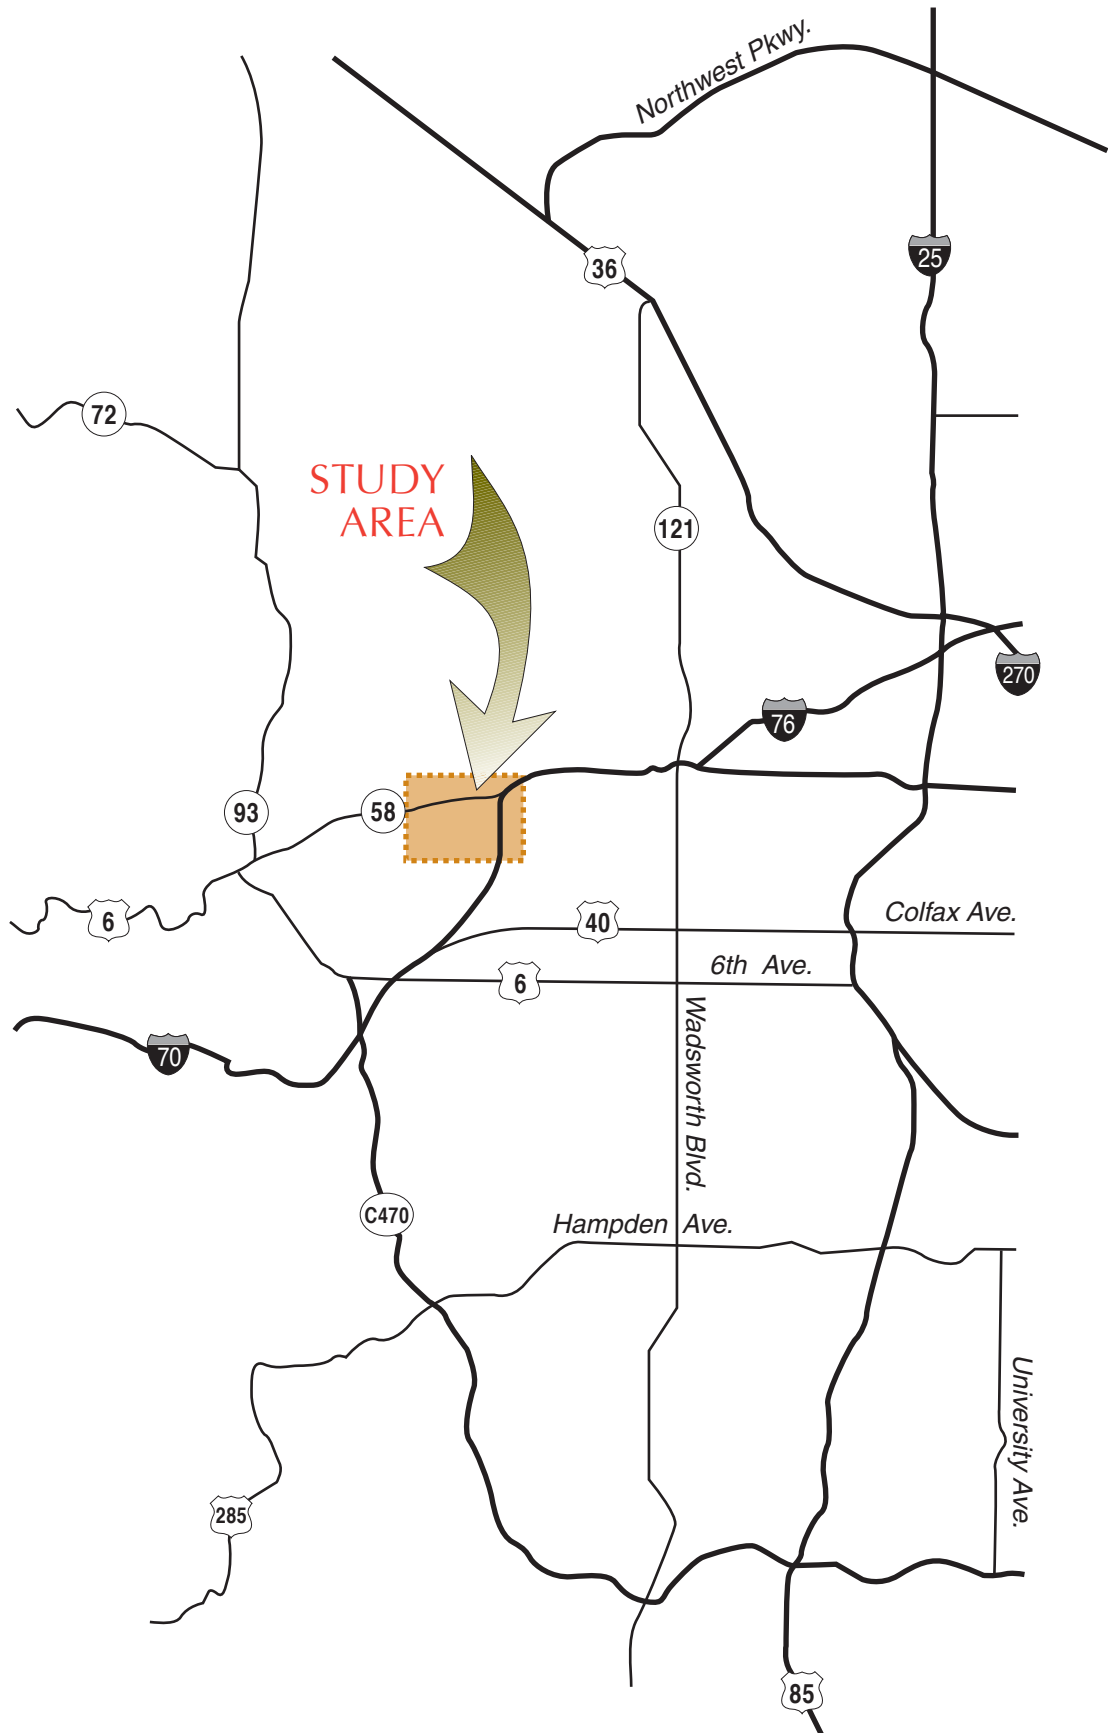 Northwest Pkwy.
25
36
72
STUDY
AREA
121
270
76
93
58
6
40
Colfax Ave.
6th Ave.
6
70
Wadsworth Blvd.
C470
Hampden Ave.
University Ave.
285
85